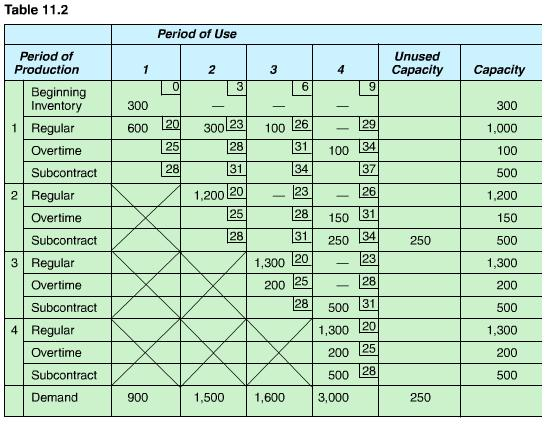 Table 11.2
Period of Use
Period of Production 1 2 3 4 Unused Capacity Capacity
Beginning Inventory 300 0 — 3 — 6 — 9 300
1 Regular 600 20 300 23 100 26 — 29 1,000
Overtime 25 28 31 100 34 100
Subcontract 28 31 34 37 500
2 Regular 1,200 20 — 23 — 26 1,200
Overtime 25 28 150 31 150
Subcontract 28 31 250 34 250 500
3 Regular 1,300 20 — 23 1,300
Overtime 200 25 — 28 200
Subcontract 28 500 31 500
4 Regular 1,300 20 1,300
Overtime 200 25 200
Subcontract 500 28 500
Demand 900 1,500 1,600 3,000 250